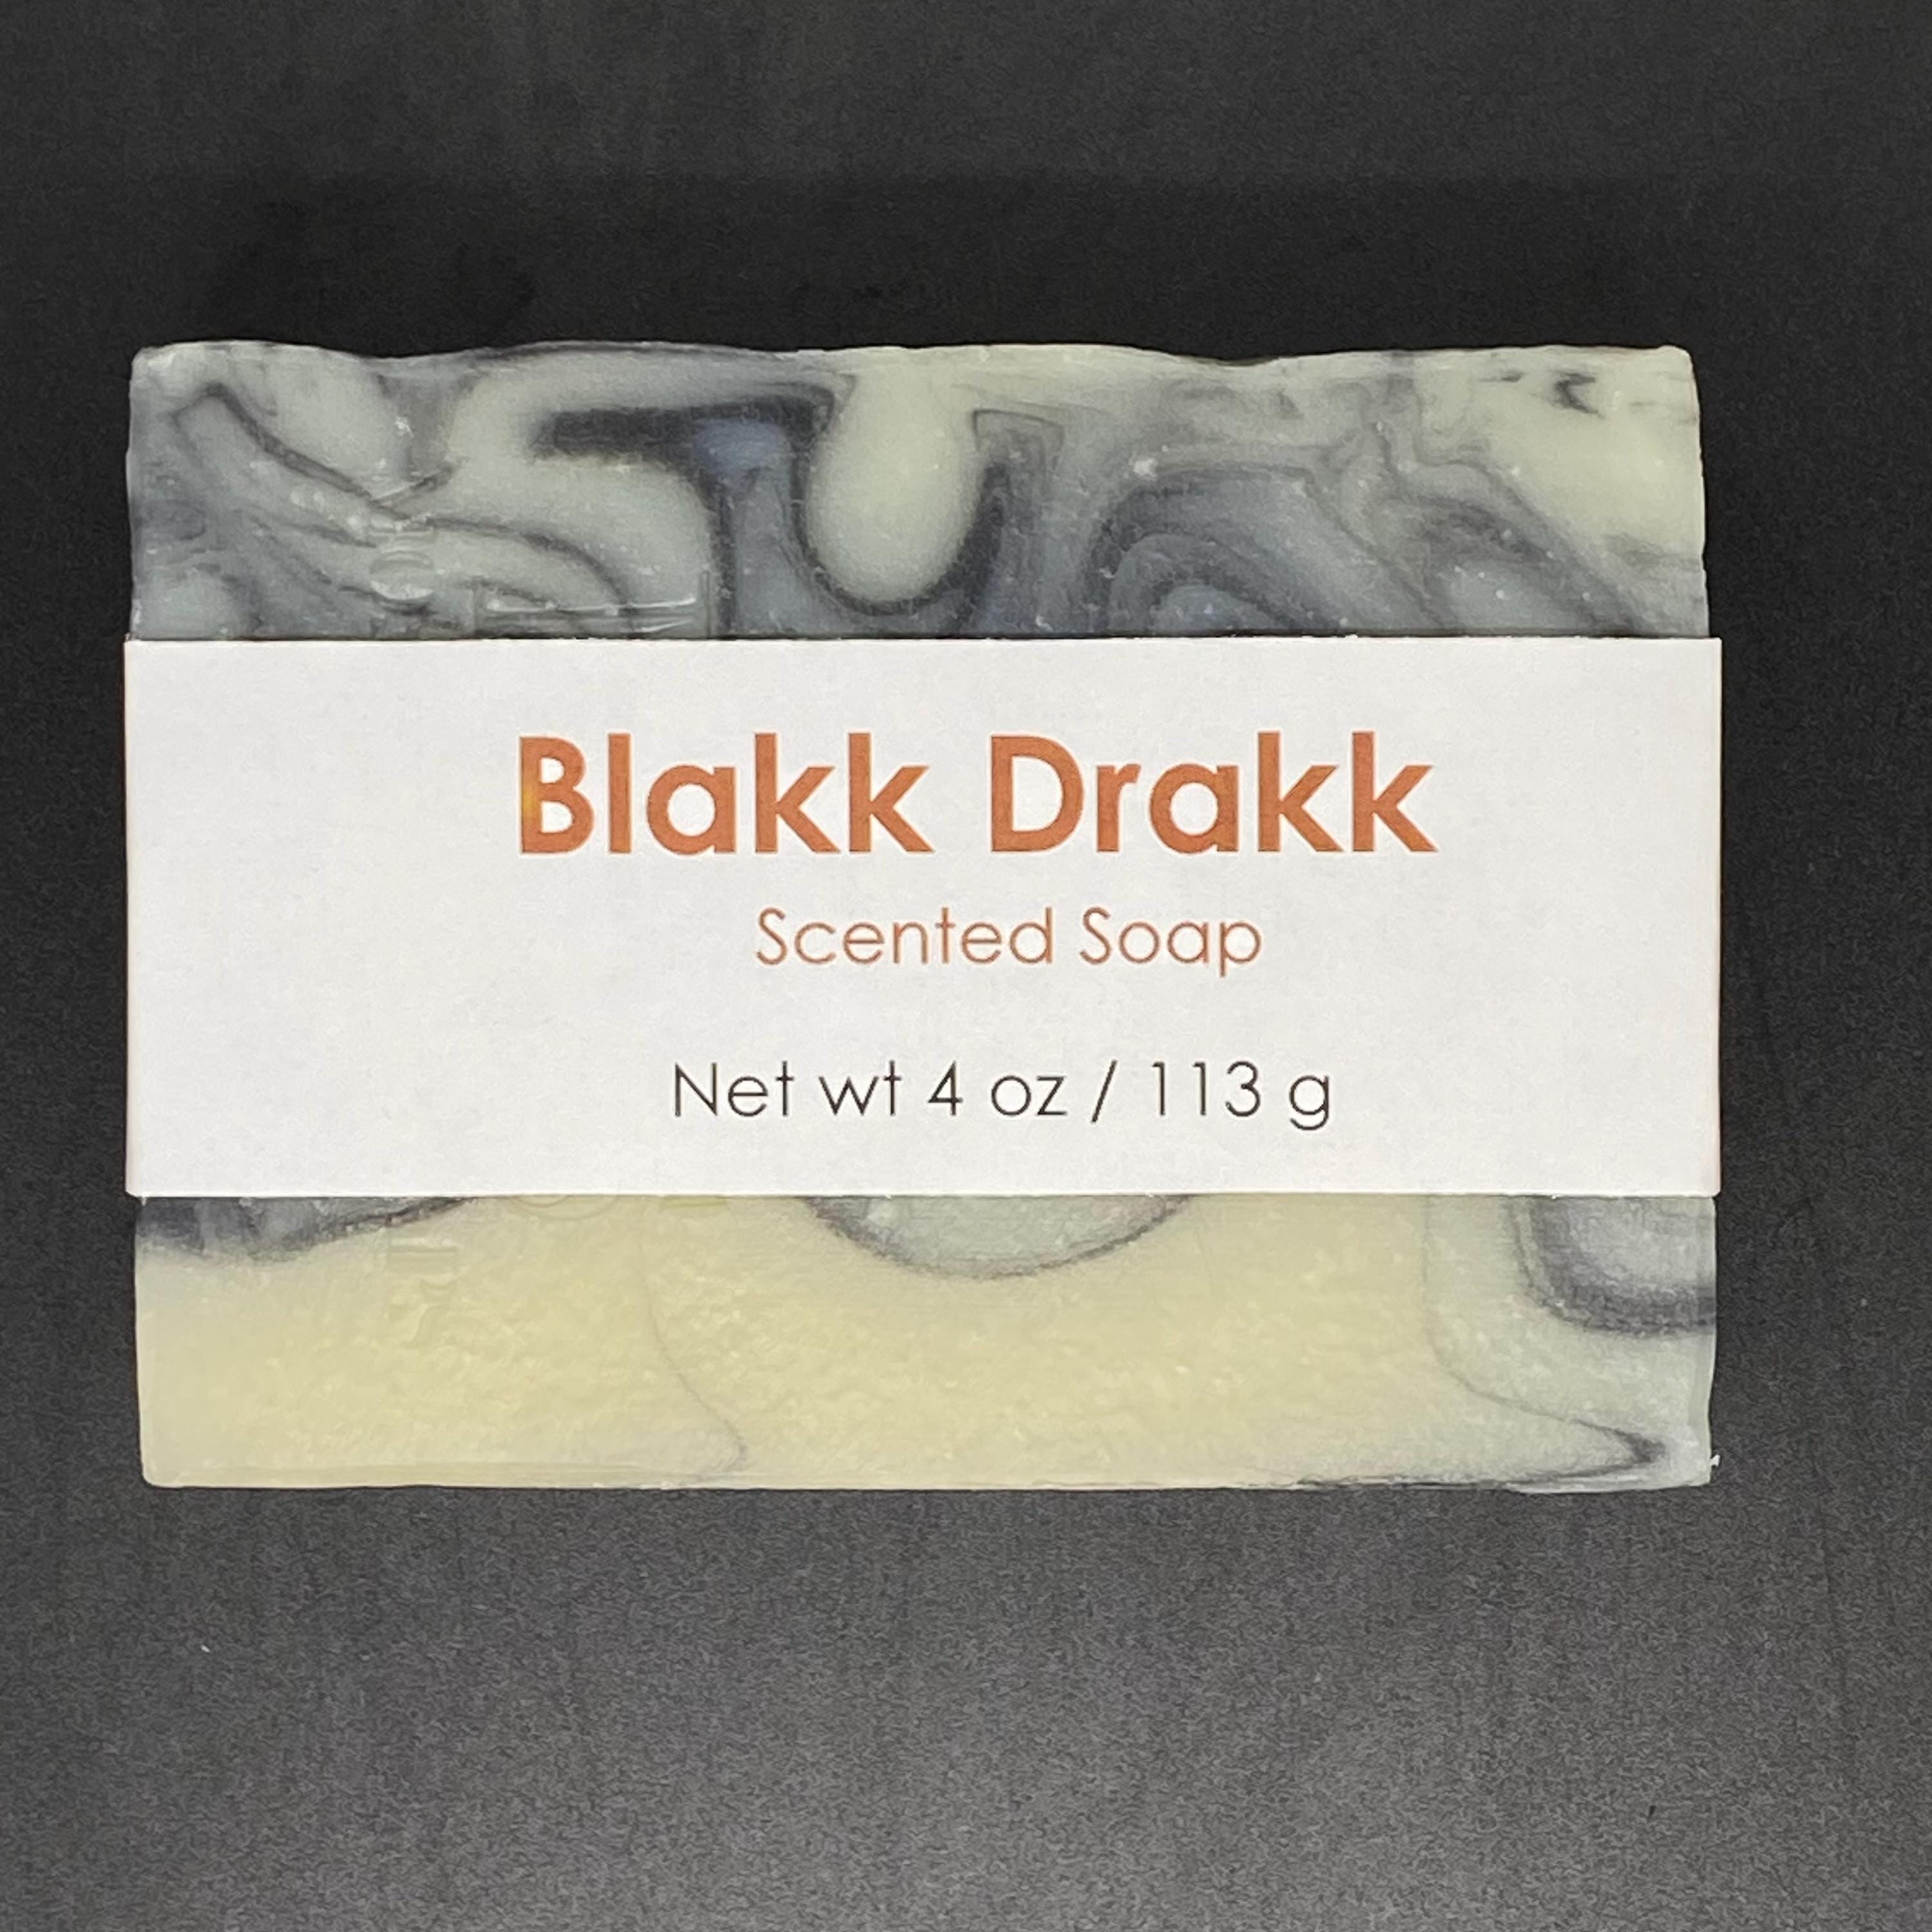 Blakk Drakk
Scented Soap
Net wt 4 oz / 113 g